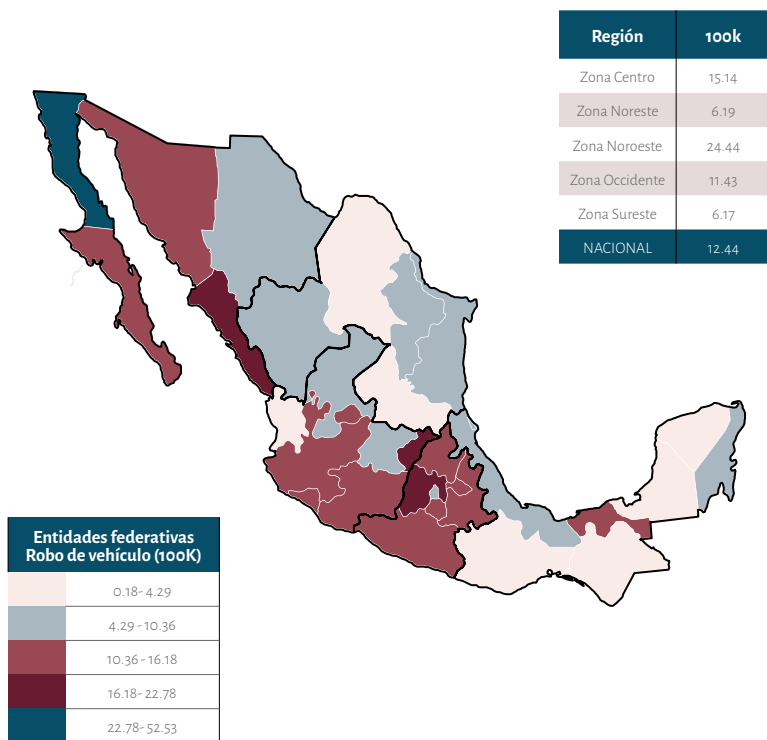 Región 100k
Zona Centro 15.14
Zona Noreste 6.19
Zona Noroeste 24.44
Zona Occidente 11.43
Zona Sureste 6.17
NACIONAL 12.44
Entidades federativas
Robo de vehículo (100K)
0.18- 4.29
4.29 - 10.36
10.36 - 16.18
16.18- 22.78
22.78- 52.53